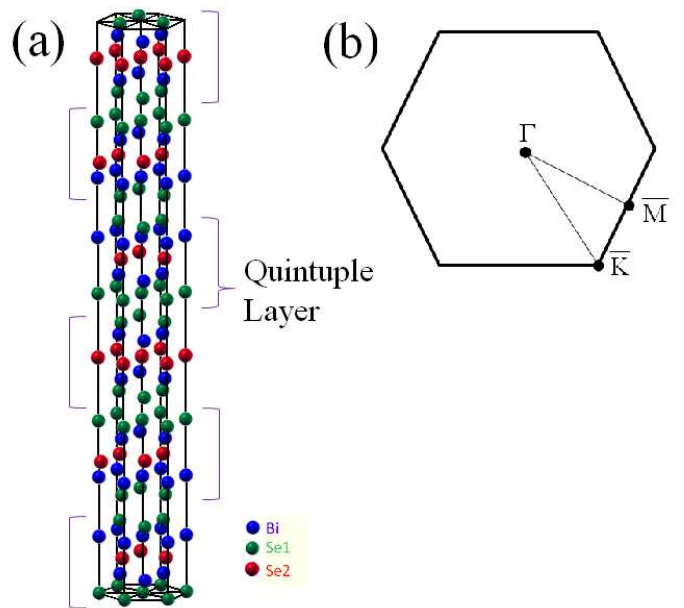 (a)
Quintuple
Layer
Bi
Se1
Se2
(b)
Γ
M̅
K̅